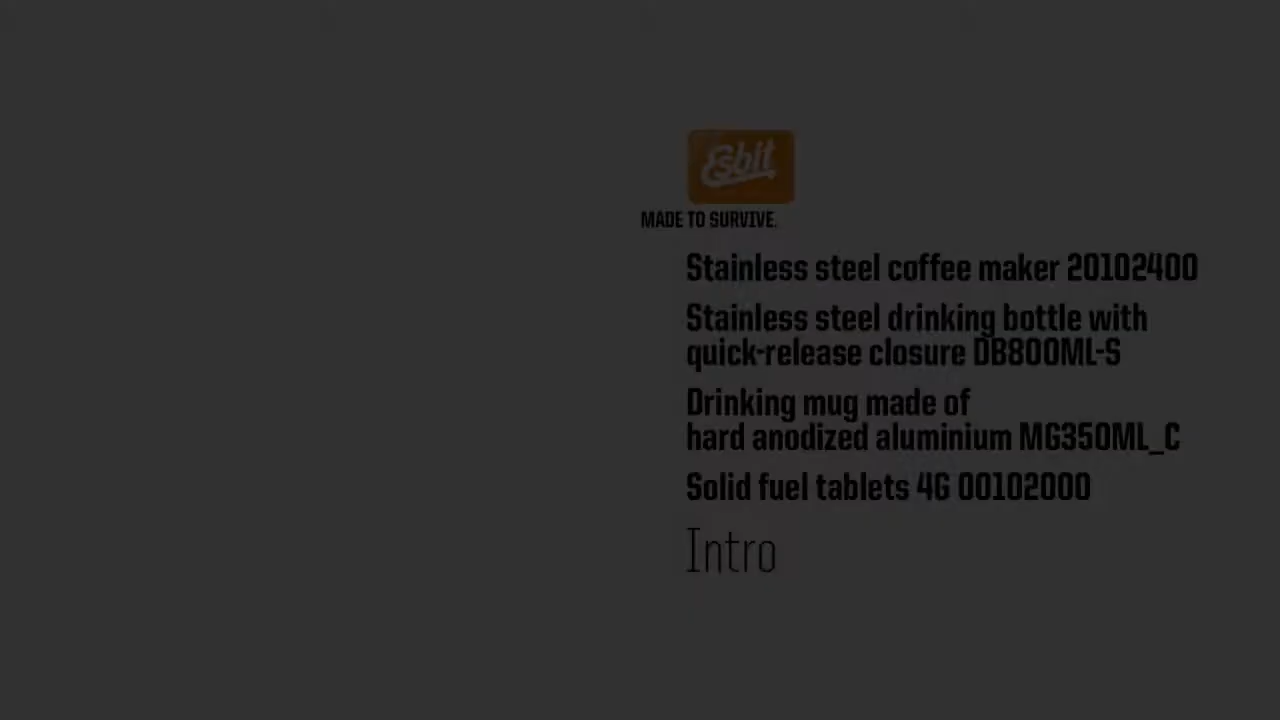 Esbit
MADE TO SURVIVE.
Stainless steel coffee maker 20102400
Stainless steel drinking bottle with
quick-release closure DB800ML-S
Drinking mug made of
hard anodized aluminium MG350ML_C
Solid fuel tablets 4G 00102000
Intro